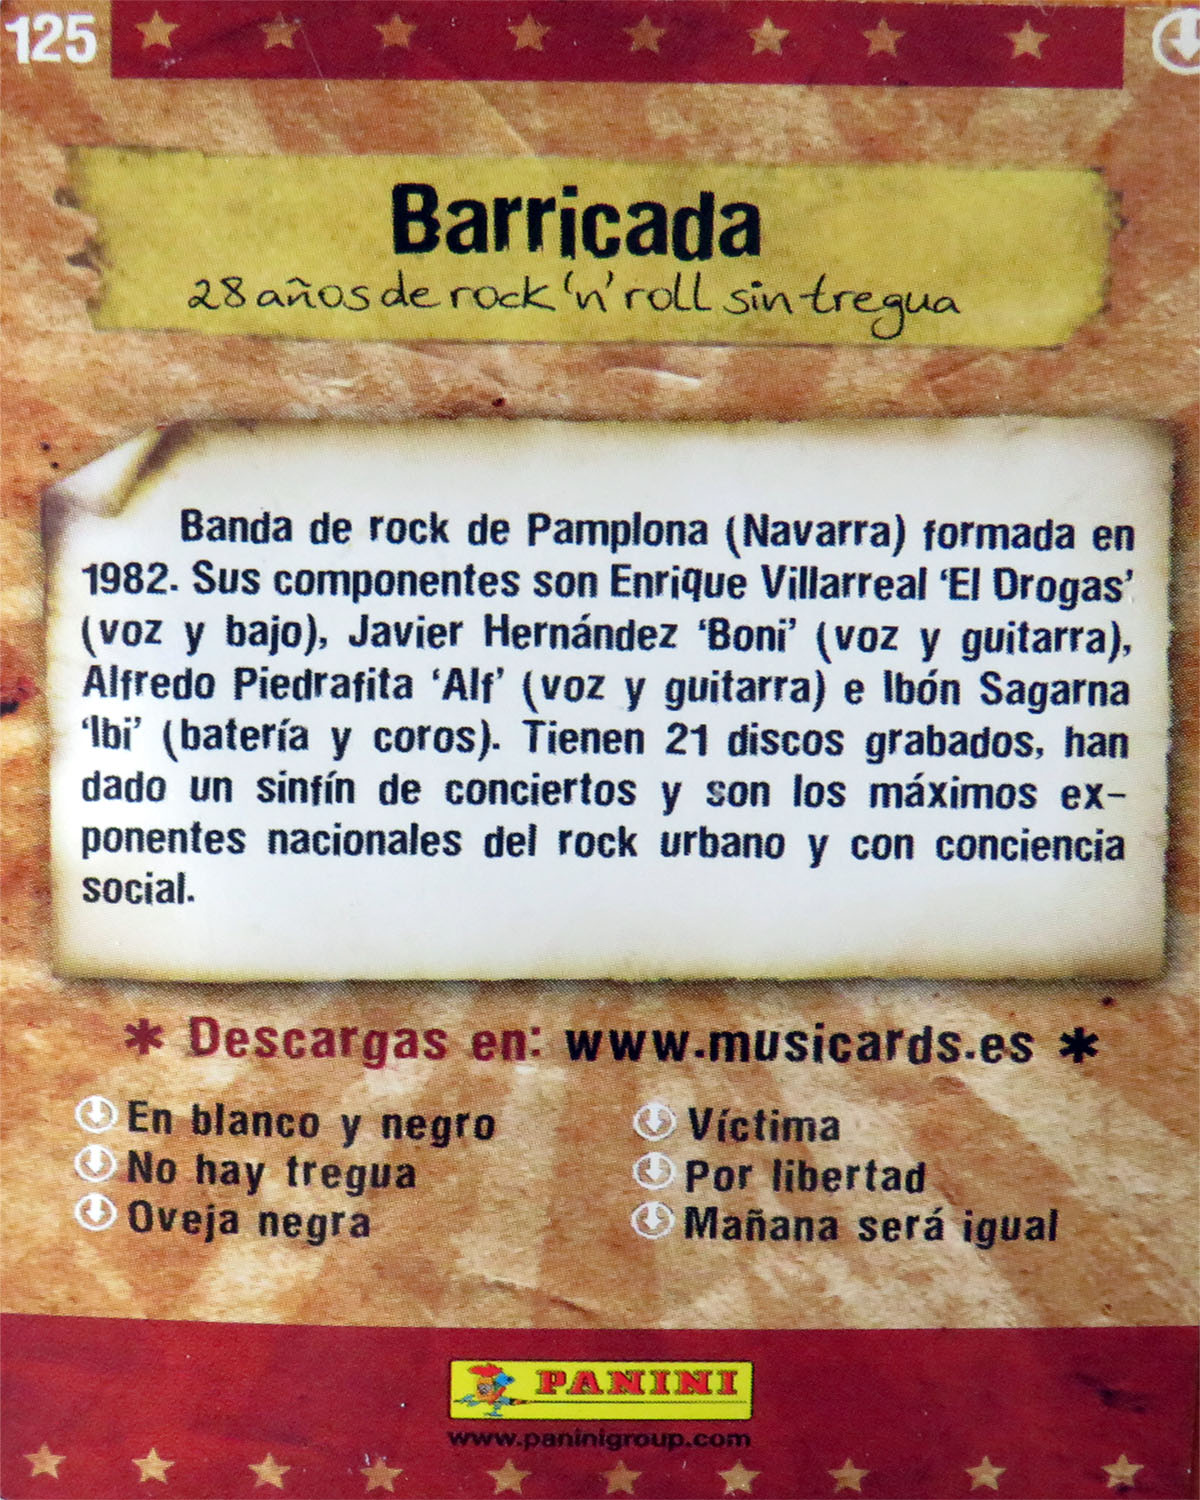 125
Barricada
28 años de rock 'n' roll sin tregua
Banda de rock de Pamplona (Navarra) formada en
1982. Sus componentes son Enrique Villarreal ‘El Drogas’
(voz y bajo), Javier Hernández ‘Boni’ (voz y guitarra),
Alfredo Piedrafita ‘Alf’ (voz y guitarra) e Ibón Sagarna
‘Ibi’ (batería y coros). Tienen 21 discos grabados, han
dado un sinfín de conciertos y son los máximos ex-
ponentes nacionales del rock urbano y con conciencia
social.
* Descargas en: www.musicards.es *
En blanco y negro
No hay tregua
Oveja negra
Víctima
Por libertad
Mañana será igual
PANINI
www.paninigroup.com